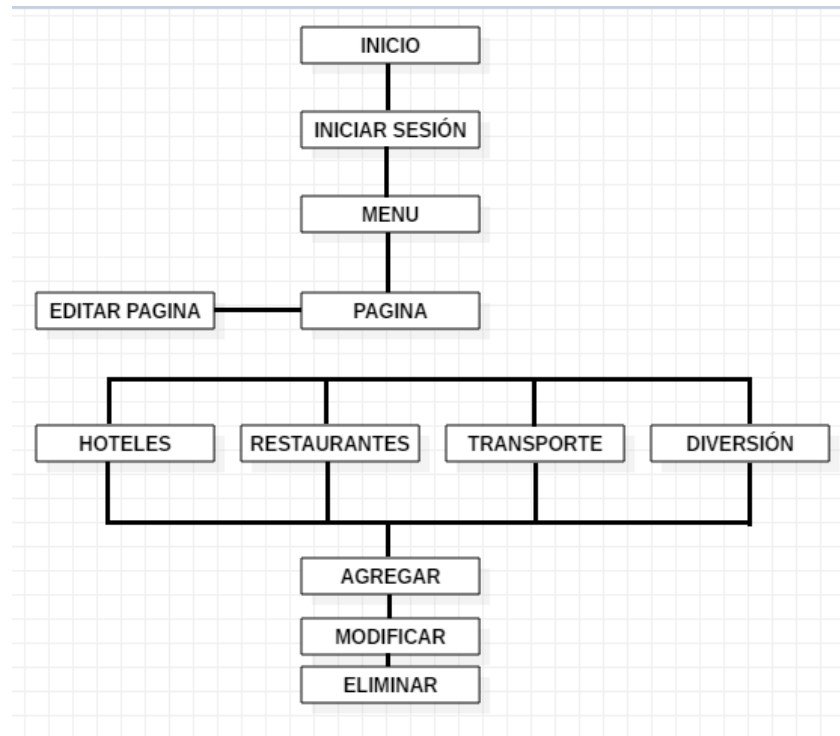 INICIO
INICIAR SESIÓN
MENU
EDITAR PAGINA
PAGINA
HOTELES
RESTAURANTES
TRANSPORTE
DIVERSIÓN
AGREGAR
MODIFICAR
ELIMINAR